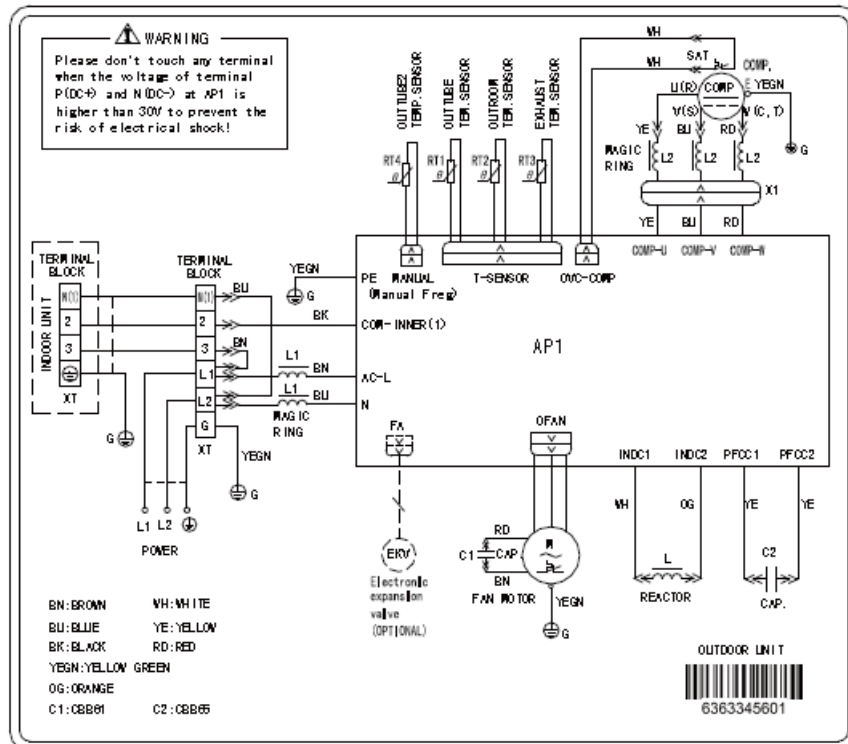 WARNING
Please don't touch any terminal
when the voltage of terminal
P(DC+) and N(DC-) at AP1 is
higher than 30V to prevent the
risk of electrical shock!
OUTTUBE2
TEMP.SENSOR
OUTTUBE
TEM.SENSOR
OUTROOM
TEM.SENSOR
EXHAUST
TEM.SENSOR
RT4
RT1
RT2
RT3
θ
θ
θ
θ
WH
WH
SAT
COMP.
U(R)
COMP
E YEGN
V(S)
W(C,T)
YE
BU
RD
G
MAGIC
RING
L2
L2
L2
X1
YE
BU
RD
COMP-U
COMP-V
COMP-W
PE
MANUAL
(Manual Freg)
T-SENSOR
OVC-COMP
YEGN
G
TERMINAL
BLOCK
TERMINAL
BLOCK
INDOOR UNIT
N(1)
2
3
XT
G
N(1)
2
3
L1
L2
G
XT
BU
BK
COM-INNER(1)
BN
L1
BN
AC-L
L1
BU
N
MAGIC
RING
YEGN
G
AP1
L1
L2
POWER
FA
OFAN
INDC1
INDC2
PFCC1
PFCC2
WH
OG
YE
YE
EKV
Electronic
expansion
valve
(OPTIONAL)
RD
C1
CAP.
BN
M
~
FAN MOTOR
YEGN
G
L
REACTOR
C2
CAP.
BN:BROWN
WH:WHITE
BU:BLUE
YE:YELLOW
BK:BLACK
RD:RED
YEGN:YELLOW GREEN
OG:ORANGE
C1:CBB61
C2:CBB65
OUTDOOR UNIT
6363345601